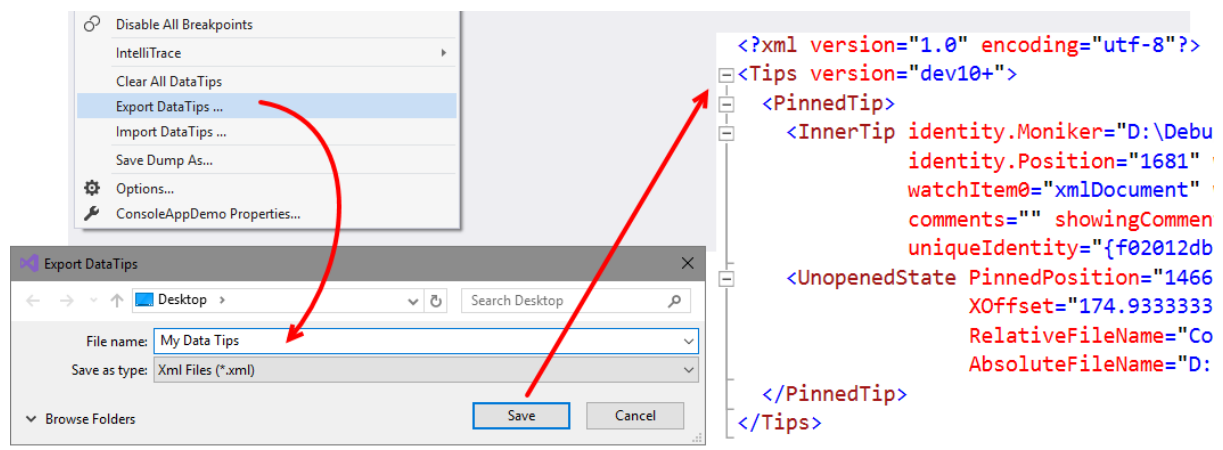 Disable All Breakpoints
IntelliTrace
Clear All DataTips
Export DataTips ...
Import DataTips ...
Save Dump As...
Options...
ConsoleAppDemo Properties...
Export DataTips
Desktop
Search Desktop
File name: My Data Tips
Save as type: Xml Files (*.xml)
Browse Folders
Save
Cancel
<?xml version="1.0" encoding="utf-8"?>
<Tips version="dev10+">
<PinnedTip>
<InnerTip identity.Moniker="D:\Debu
identity.Position="1681"
watchItem0="xmlDocument"
comments="" showingCommen
uniqueIdentity="{f02012db
<UnopenedState PinnedPosition="1466
XOffset="174.9333333
RelativeFileName="Co
AbsoluteFileName="D:
</PinnedTip>
</Tips>